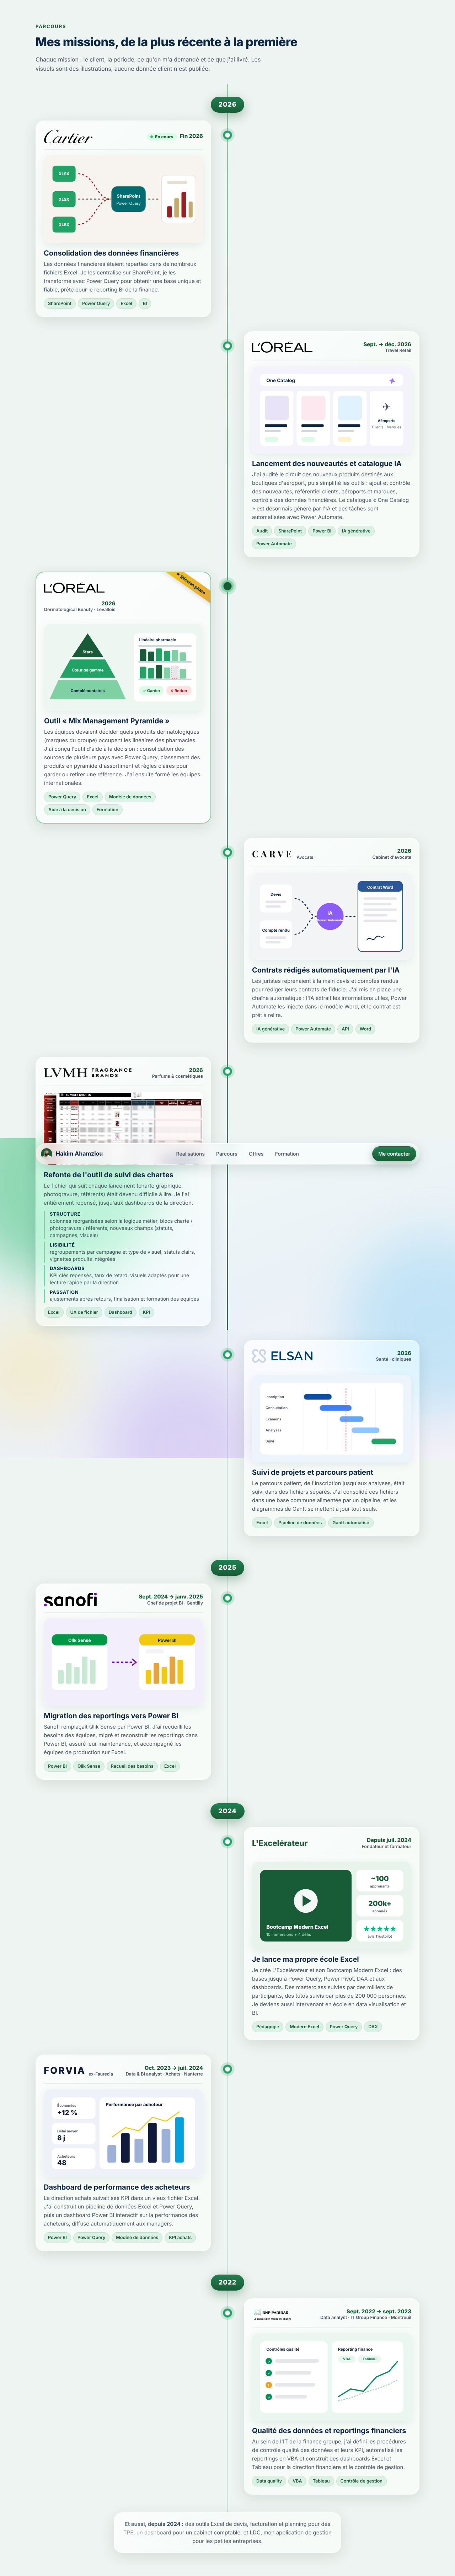 PARCOURS
Mes missions, de la plus récente à la première
Chaque mission : le client, la période, ce qu'on m'a demandé et ce que j'ai livré. Les
visuels sont des illustrations, aucune donnée client n'est publiée.
2026
Cartier
En cours
Fin 2026
XLSX
XLSX
XLSX
SharePoint
Power Query
Consolidation des données financières
Les données financières étaient réparties dans de nombreux
fichiers Excel. Je les centralise sur SharePoint, je les
transforme avec Power Query pour obtenir une base unique et
fiable, prête pour le reporting BI de la finance.
SharePoint
Power Query
Excel
BI
L'ORÉAL
Sept. → déc. 2026
Travel Retail
One Catalog
Aéroports
Clients · Marques
Lancement des nouveautés et catalogue IA
J'ai audité le circuit des nouveaux produits destinés aux
boutiques d'aéroport, puis simplifié les outils : ajout et contrôle
des nouveautés, référentiel clients, aéroports et marques,
contrôle des données financières. Le catalogue « One Catalog
» est désormais généré par l'IA et des tâches sont
automatisées avec Power Automate.
Audit
SharePoint
Power BI
IA générative
Power Automate
L'ORÉAL
★ Mission phare
2026
Dermatological Beauty · Levallois
Stars
Cœur de gamme
Complémentaires
Linéaire pharmacie
✓ Garder
✕ Retirer
Outil « Mix Management Pyramide »
Les équipes devaient décider quels produits dermatologiques
(marques du groupe) occupent les linéaires des pharmacies.
J'ai conçu l'outil d'aide à la décision : consolidation des
sources de plusieurs pays avec Power Query, classement des
produits en pyramide d'assortiment et règles claires pour
garder ou retirer une référence. J'ai ensuite formé les équipes
internationales.
Power Query
Excel
Modèle de données
Aide à la décision
Formation
CARVE Avocats
2026
Cabinet d'avocats
Devis
Compte rendu
IA
Power Automate
Contrat Word
Contrats rédigés automatiquement par l'IA
Les juristes reprenaient à la main devis et comptes rendus
pour rédiger leurs contrats de fiducie. J'ai mis en place une
chaîne automatique : l'IA extrait les informations utiles, Power
Automate les injecte dans le modèle Word, et le contrat est
prêt à relire.
IA générative
Power Automate
API
Word
LVMH FRAGRANCE
BRANDS
2026
Parfums & cosmétiques
Hakim Ahamziou
Réalisations
Parcours
Offres
Formation
Me contacter
Refonte de l'outil de suivi des chartes
Le fichier qui suit chaque lancement (charte graphique,
photogravure, référents) était devenu difficile à lire. Je l'ai
entièrement repensé, jusqu'aux dashboards de la direction.
STRUCTURE
colonnes réorganisées selon la logique métier, blocs charte /
photogravure / référents, nouveaux champs (statuts,
campagnes, visuels)
LISIBILITÉ
regroupements par campagne et type de visuel, statuts clairs,
vignettes produits intégrées
DASHBOARDS
KPI clés repensés, taux de retard, visuels adaptés pour une
lecture rapide par la direction
PASSATION
ajustements après retours, finalisation et formation des équipes
Excel
UX de fichier
Dashboard
KPI
ELSAN
2026
Santé · cliniques
Inscription
Consultation
Examens
Analyses
Suivi
Suivi de projets et parcours patient
Le parcours patient, de l'inscription jusqu'aux analyses, était
suivi dans des fichiers séparés. J'ai consolidé ces fichiers
dans une base commune alimentée par un pipeline, et les
diagrammes de Gantt se mettent à jour tout seuls.
Excel
Pipeline de données
Gantt automatisé
2025
sanofi
Sept. 2024 → janv. 2025
Chef de projet BI · Gentilly
Qlik Sense
Power BI
Migration des reportings vers Power BI
Sanofi remplaçait Qlik Sense par Power BI. J'ai recueilli les
besoins des équipes, migré et reconstruit les reportings dans
Power BI, assuré leur maintenance, et accompagné les
équipes de production sur Excel.
Power BI
Qlik Sense
Recueil des besoins
Excel
2024
L'Excelérateur
Depuis juil. 2024
Fondateur et formateur
Bootcamp Modern Excel
10 immersions + 4 défis
~100
apprenants
200k+
abonnés
★★★★★
avis Trustpilot
Je lance ma propre école Excel
Je crée L'Excelérateur et son Bootcamp Modern Excel : des
bases jusqu'à Power Query, Power Pivot, DAX et aux
dashboards. Des masterclass suivies par des milliers de
participants, des tutos suivis par plus de 200 000 personnes.
Je deviens aussi intervenant en école en data visualisation et
BI.
Pédagogie
Modern Excel
Power Query
DAX
FORVIA ex-Faurecia
Oct. 2023 → juil. 2024
Data & BI analyst · Achats · Nanterre
Économies
+12 %
Délai moyen
8 j
Acheteurs
48
Performance par acheteur
Dashboard de performance des acheteurs
La direction achats suivait ses KPI dans un vieux fichier Excel.
J'ai construit un pipeline de données Excel et Power Query,
puis un dashboard Power BI interactif sur la performance des
acheteurs, diffusé automatiquement aux managers.
Power BI
Power Query
Modèle de données
KPI achats
2022
BNP PARIBAS
Sept. 2022 → sept. 2023
Data analyst · IT Group Finance · Montreuil
Contrôles qualité
Reporting finance
VBA
Tableau
Qualité des données et reportings financiers
Au sein de l'IT de la finance groupe, j'ai défini les procédures
de contrôle qualité des données et leurs KPI, automatisé les
reportings en VBA et construit des dashboards Excel et
Tableau pour la direction financière et le contrôle de gestion.
Data quality
VBA
Tableau
Contrôle de gestion
Et aussi, depuis 2024 : des outils Excel de devis, facturation et planning pour des
TPE, un dashboard pour un cabinet comptable, et LDC, mon application de gestion
pour les petites entreprises.